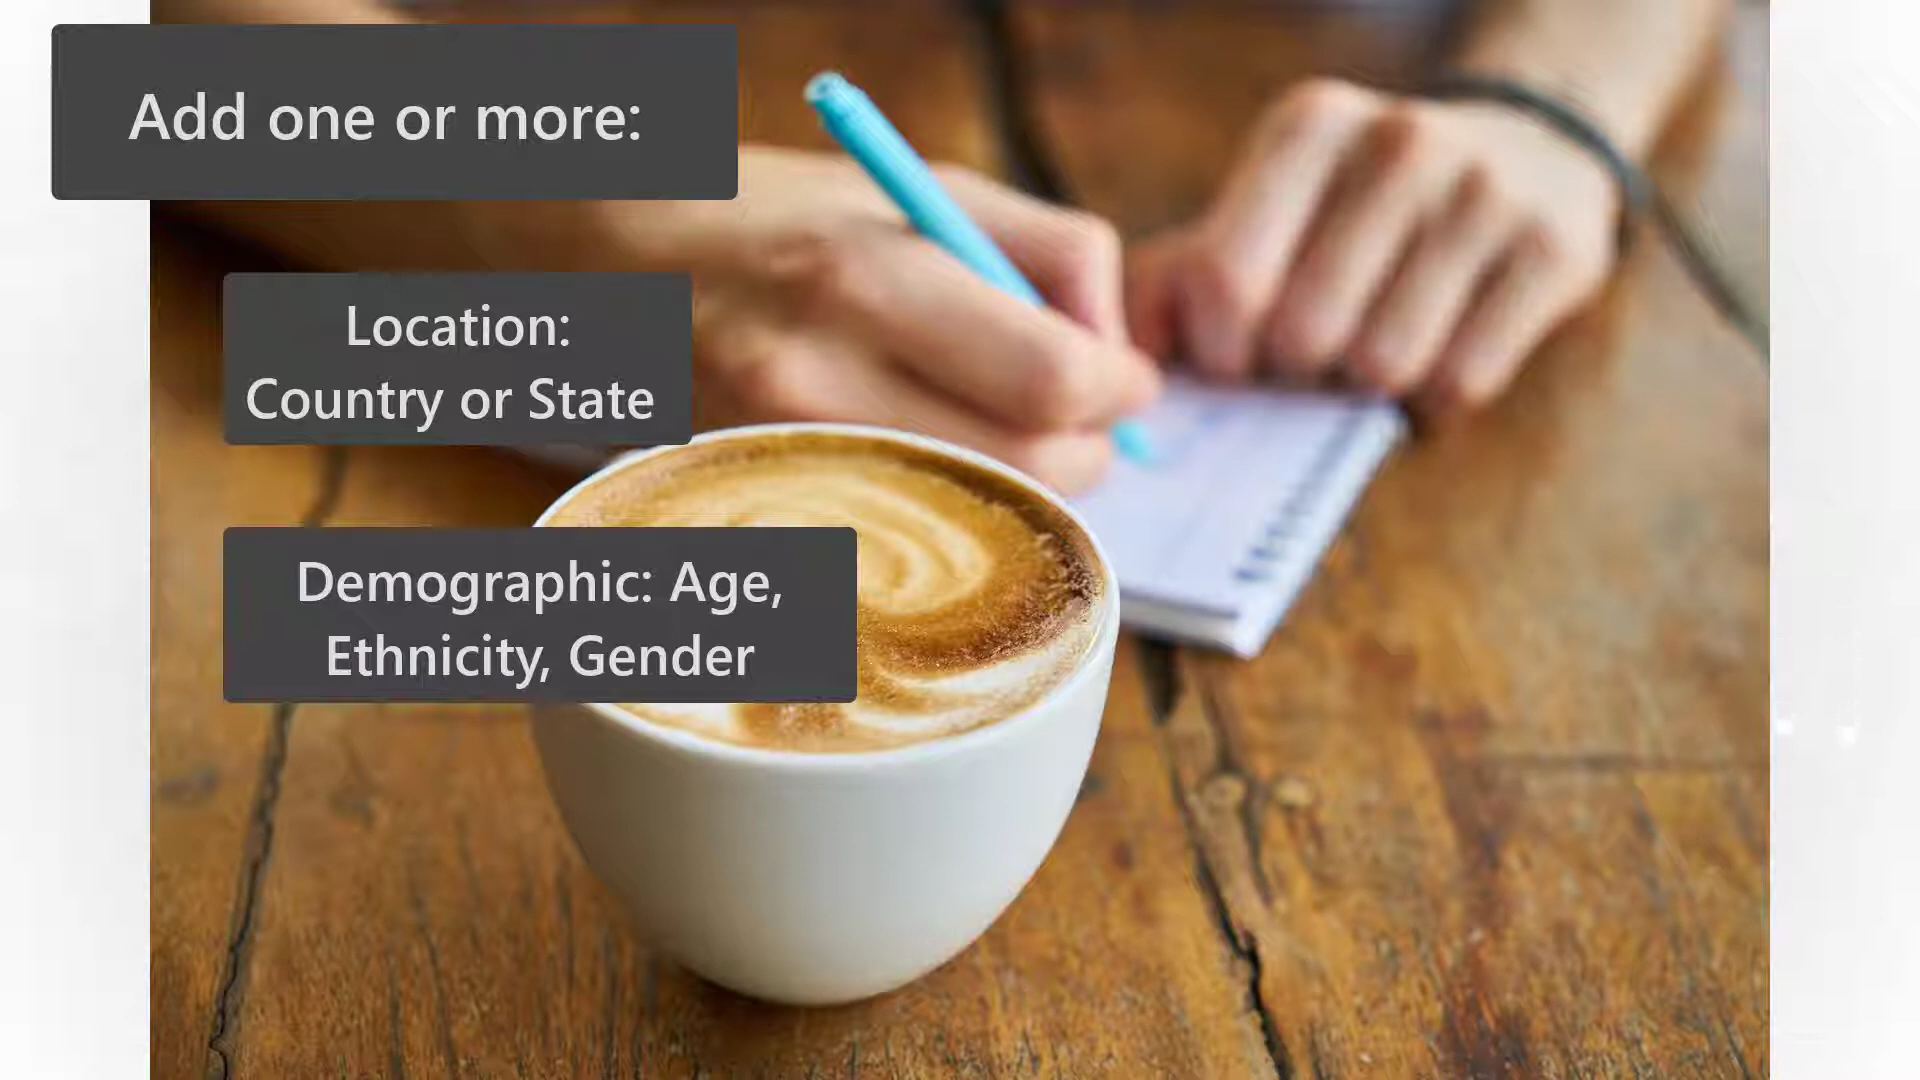 Add one or more:
Location:
Country or State
Demographic: Age,
Ethnicity, Gender